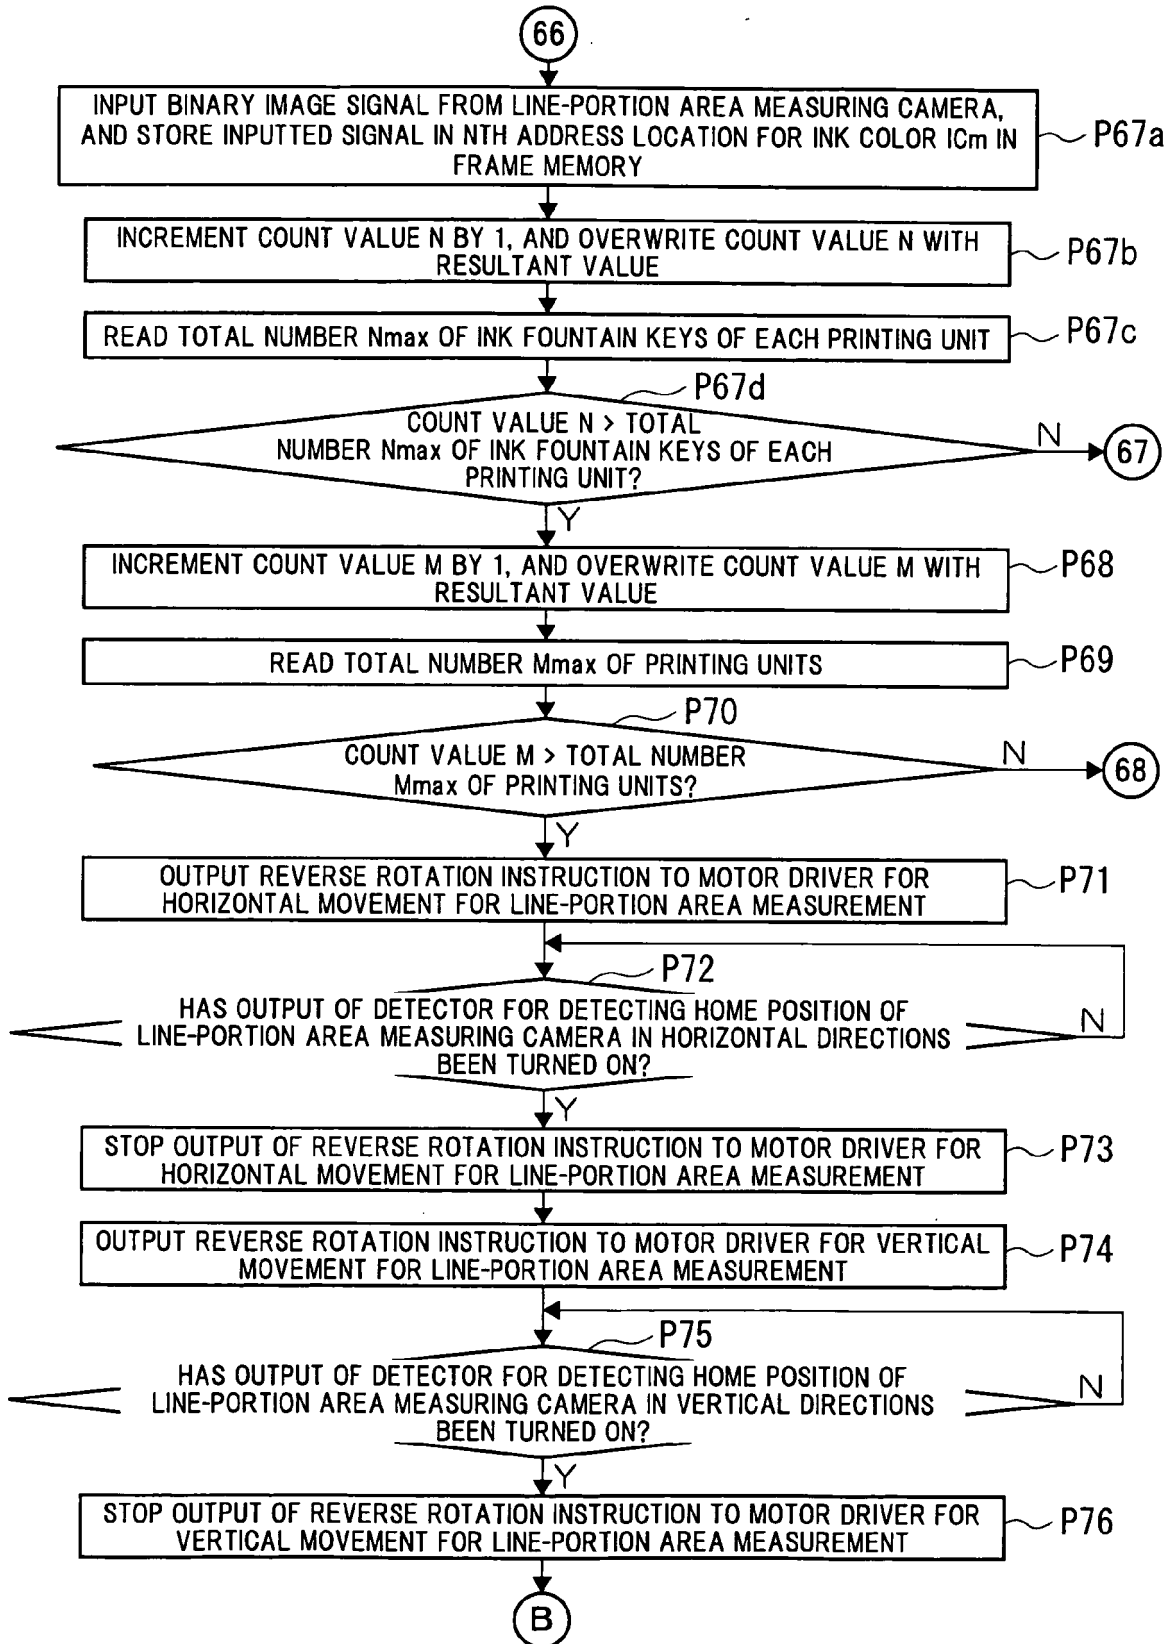 66
INPUT BINARY IMAGE SIGNAL FROM LINE-PORTION AREA MEASURING CAMERA,
AND STORE INPUTTED SIGNAL IN NTH ADDRESS LOCATION FOR INK COLOR ICm IN
FRAME MEMORY
P67a
INCREMENT COUNT VALUE N BY 1, AND OVERWRITE COUNT VALUE N WITH
RESULTANT VALUE
P67b
READ TOTAL NUMBER Nmax OF INK FOUNTAIN KEYS OF EACH PRINTING UNIT
P67c
P67d
COUNT VALUE N > TOTAL
NUMBER Nmax OF INK FOUNTAIN KEYS OF EACH
PRINTING UNIT?
N
67
Y
INCREMENT COUNT VALUE M BY 1, AND OVERWRITE COUNT VALUE M WITH
RESULTANT VALUE
P68
READ TOTAL NUMBER Mmax OF PRINTING UNITS
P69
P70
COUNT VALUE M > TOTAL NUMBER
Mmax OF PRINTING UNITS?
N
68
Y
OUTPUT REVERSE ROTATION INSTRUCTION TO MOTOR DRIVER FOR
HORIZONTAL MOVEMENT FOR LINE-PORTION AREA MEASUREMENT
P71
P72
HAS OUTPUT OF DETECTOR FOR DETECTING HOME POSITION OF
LINE-PORTION AREA MEASURING CAMERA IN HORIZONTAL DIRECTIONS
BEEN TURNED ON?
N
Y
STOP OUTPUT OF REVERSE ROTATION INSTRUCTION TO MOTOR DRIVER FOR
HORIZONTAL MOVEMENT FOR LINE-PORTION AREA MEASUREMENT
P73
OUTPUT REVERSE ROTATION INSTRUCTION TO MOTOR DRIVER FOR VERTICAL
MOVEMENT FOR LINE-PORTION AREA MEASUREMENT
P74
P75
HAS OUTPUT OF DETECTOR FOR DETECTING HOME POSITION OF
LINE-PORTION AREA MEASURING CAMERA IN VERTICAL DIRECTIONS
BEEN TURNED ON?
N
Y
STOP OUTPUT OF REVERSE ROTATION INSTRUCTION TO MOTOR DRIVER FOR
VERTICAL MOVEMENT FOR LINE-PORTION AREA MEASUREMENT
P76
B